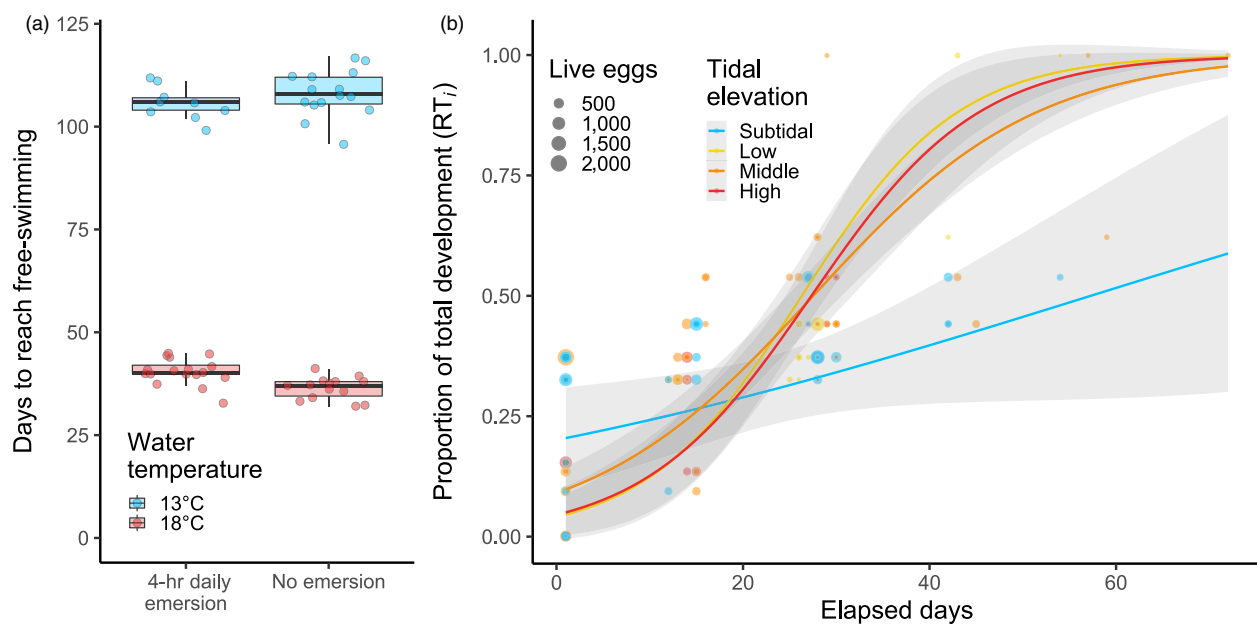 (a)
125
100
75
50
25
0
Days to reach free-swimming
Water
temperature
13°C
18°C
4-hr daily
emersion
No emersion
(b)
1.00
0.75
0.50
0.25
0.00
Proportion of total development (RTi)
Live eggs
500
1,000
1,500
2,000
Tidal
elevation
Subtidal
Low
Middle
High
0
20
40
60
Elapsed days